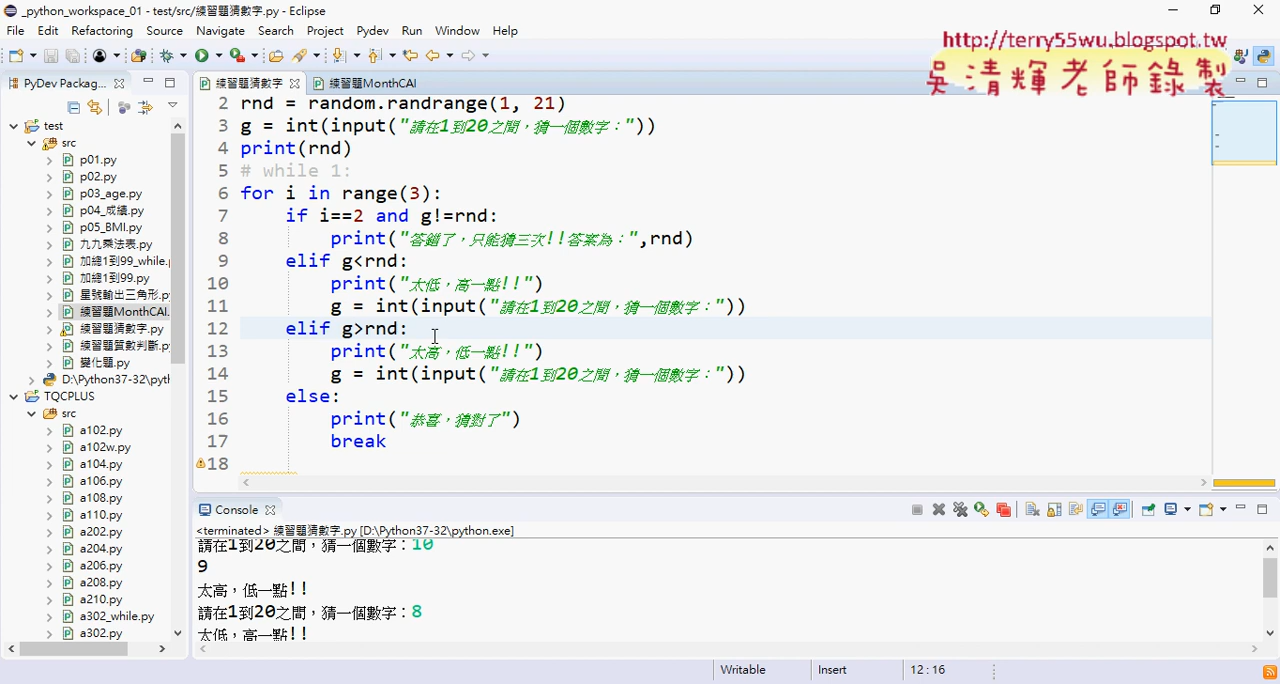 _python_workspace_01 - test/src/練習題猜數字.py - Eclipse
File Edit Refactoring Source Navigate Search Project Pydev Run Window Help
http://terry55wu.blogspot.tw
吳清輝老師錄製
PyDev Packag...
練習題猜數字
練習題MonthCAI
test
src
p01.py
p02.py
p03_age.py
p04_成績.py
p05_BMI.py
九九乘法表.py
加總1到99_while.p
加總1到99.py
星號輸出三角形.py
練習題MonthCAI.
練習題猜數字.py
練習題質數判斷.p
變化題.py
D:\Python37-32\pyth
TQCPLUS
src
a102.py
a102w.py
a104.py
a106.py
a108.py
a110.py
a202.py
a204.py
a206.py
a208.py
a210.py
a302_while.py
a302.py
2 rnd = random.randrange(1, 21)
3 g = int(input("請在1到20之間，猜一個數字："))
4 print(rnd)
5 # while 1:
6 for i in range(3):
7 if i==2 and g!=rnd:
8 print("答錯了，只能猜三次!!答案為：",rnd)
9 elif g<rnd:
10 print("太低，高一點!!")
11 g = int(input("請在1到20之間，猜一個數字："))
12 elif g>rnd:
13 print("太高，低一點!!")
14 g = int(input("請在1到20之間，猜一個數字："))
15 else:
16 print("恭喜，猜對了")
17 break
18
Console
<terminated> 練習題猜數字.py [D:\Python37-32\python.exe]
請在1到20之間，猜一個數字：10
9
太高，低一點!!
請在1到20之間，猜一個數字：8
太低，高一點!!
Writable Insert 12 : 16